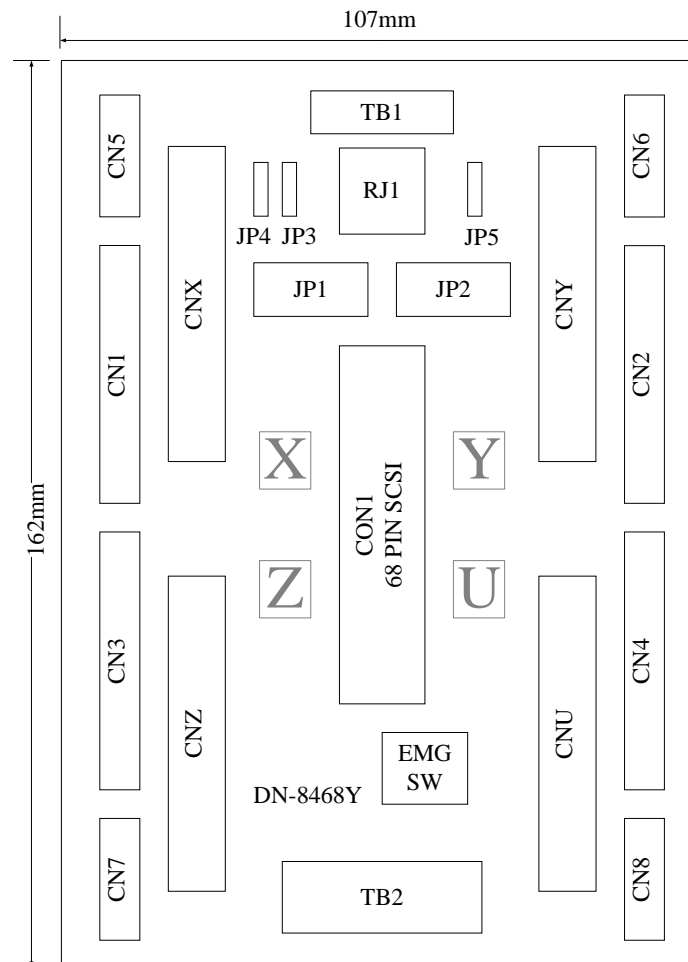 107mm
TB1
CN5
CN6
RJ1
JP4
JP3
JP5
CNX
JP1
JP2
CNY
CN1
CN2
X
Y
CON1
68 PIN SCSI
162mm
Z
U
CN3
CN4
CNZ
CNU
EMG
SW
DN-8468Y
CN7
TB2
CN8